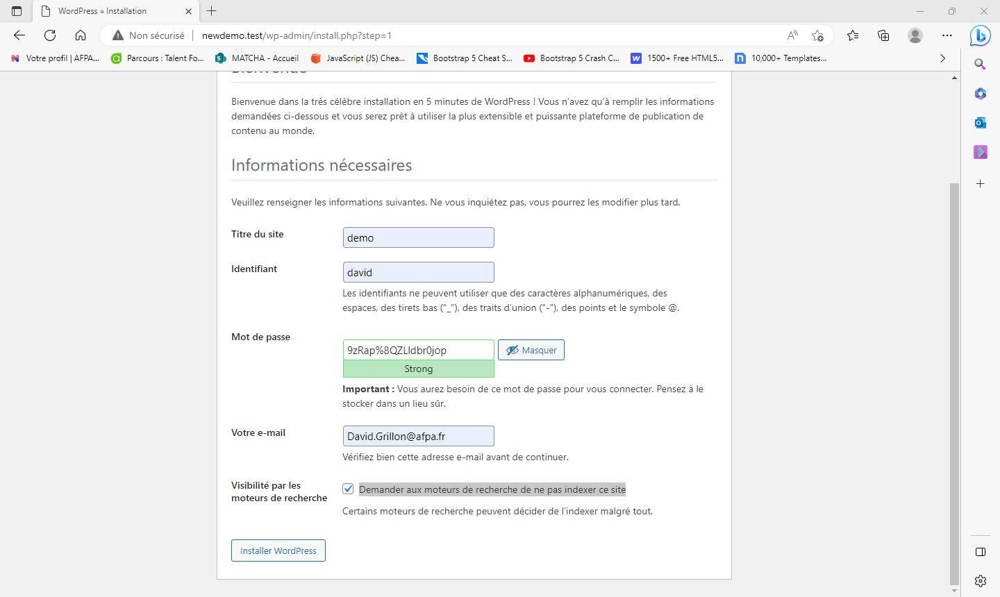 WordPress » Installation
Non sécurisé
newdemo.test/wp-admin/install.php?step=1
Votre profil | AFPA...
Parcours : Talent Fo...
MATCHA - Accueil
JavaScript (JS) Chea...
Bootstrap 5 Cheat S...
Bootstrap 5 Crash C...
1500+ Free HTML5...
10,000+ Templates...
Bienvenue
Bienvenue dans la très célèbre installation en 5 minutes de WordPress ! Vous n'avez qu'à remplir les informations
demandées ci-dessous et vous serez prêt à utiliser la plus extensible et puissante plateforme de publication de
contenu au monde.
Informations nécessaires
Veuillez renseigner les informations suivantes. Ne vous inquiétez pas, vous pourrez les modifier plus tard.
Titre du site
demo
Identifiant
david
Les identifiants ne peuvent utiliser que des caractères alphanumériques, des
espaces, des tirets bas ("_"), des traits d'union ("-"), des points et le symbole @.
Mot de passe
9zRap%8QZLldbr0jop
Masquer
Strong
Important : Vous aurez besoin de ce mot de passe pour vous connecter. Pensez à le
stocker dans un lieu sûr.
Votre e-mail
David.Grillon@afpa.fr
Vérifiez bien cette adresse e-mail avant de continuer.
Visibilité par les
moteurs de recherche
Demander aux moteurs de recherche de ne pas indexer ce site
Certains moteurs de recherche peuvent décider de l'indexer malgré tout.
Installer WordPress